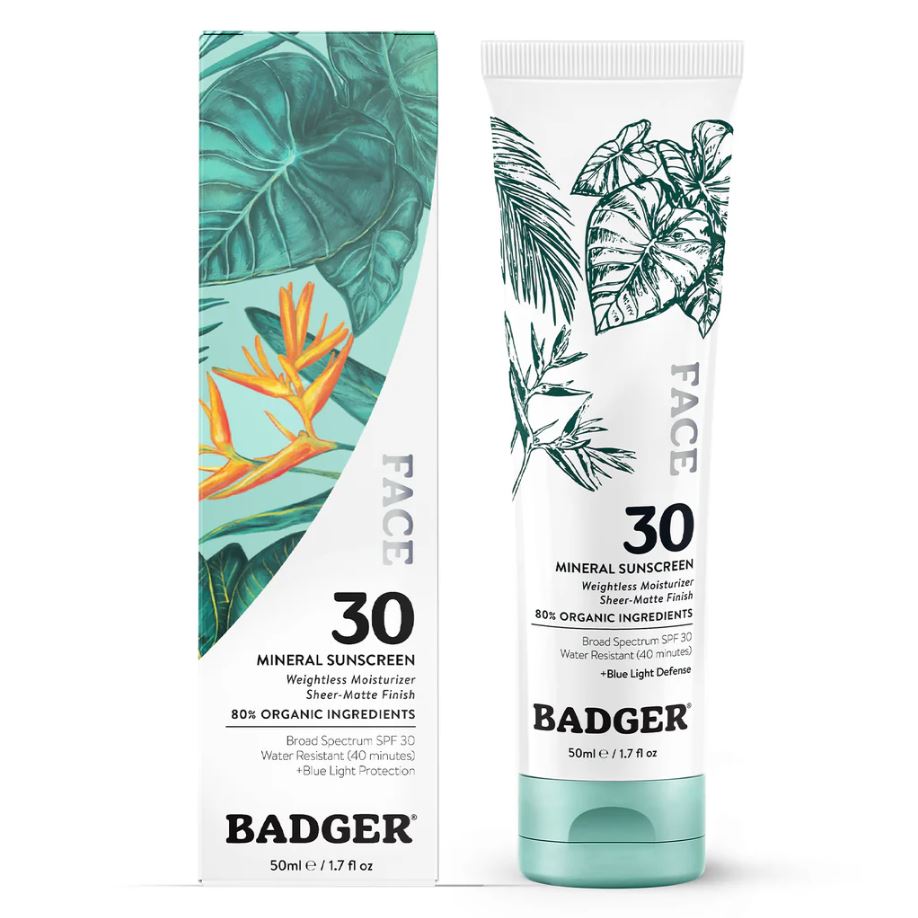 FACE
30
MINERAL SUNSCREEN
Weightless Moisturizer
Sheer-Matte Finish
80% ORGANIC INGREDIENTS
Broad Spectrum SPF 30
Water Resistant (40 minutes)
+Blue Light Protection
BADGER®
50ml ℮ / 1.7 fl oz
FACE
30
MINERAL SUNSCREEN
Weightless Moisturizer
Sheer-Matte Finish
80% ORGANIC INGREDIENTS
Broad Spectrum SPF 30
Water Resistant (40 minutes)
+Blue Light Defense
BADGER®
50ml ℮ / 1.7 fl oz